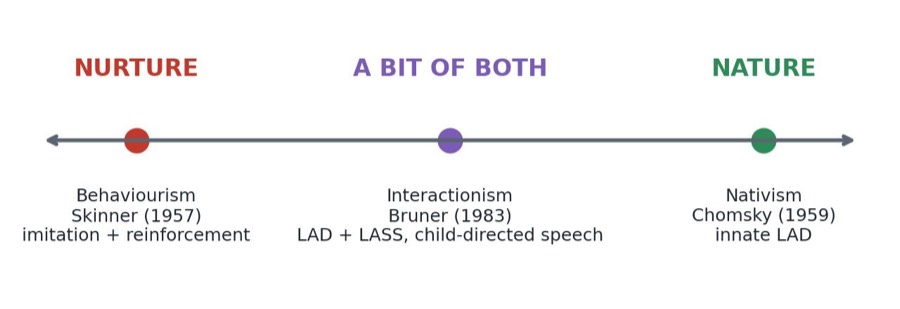 NURTURE
A BIT OF BOTH
NATURE
Behaviourism
Skinner (1957)
imitation + reinforcement
Interactionism
Bruner (1983)
LAD + LASS, child-directed speech
Nativism
Chomsky (1959)
innate LAD